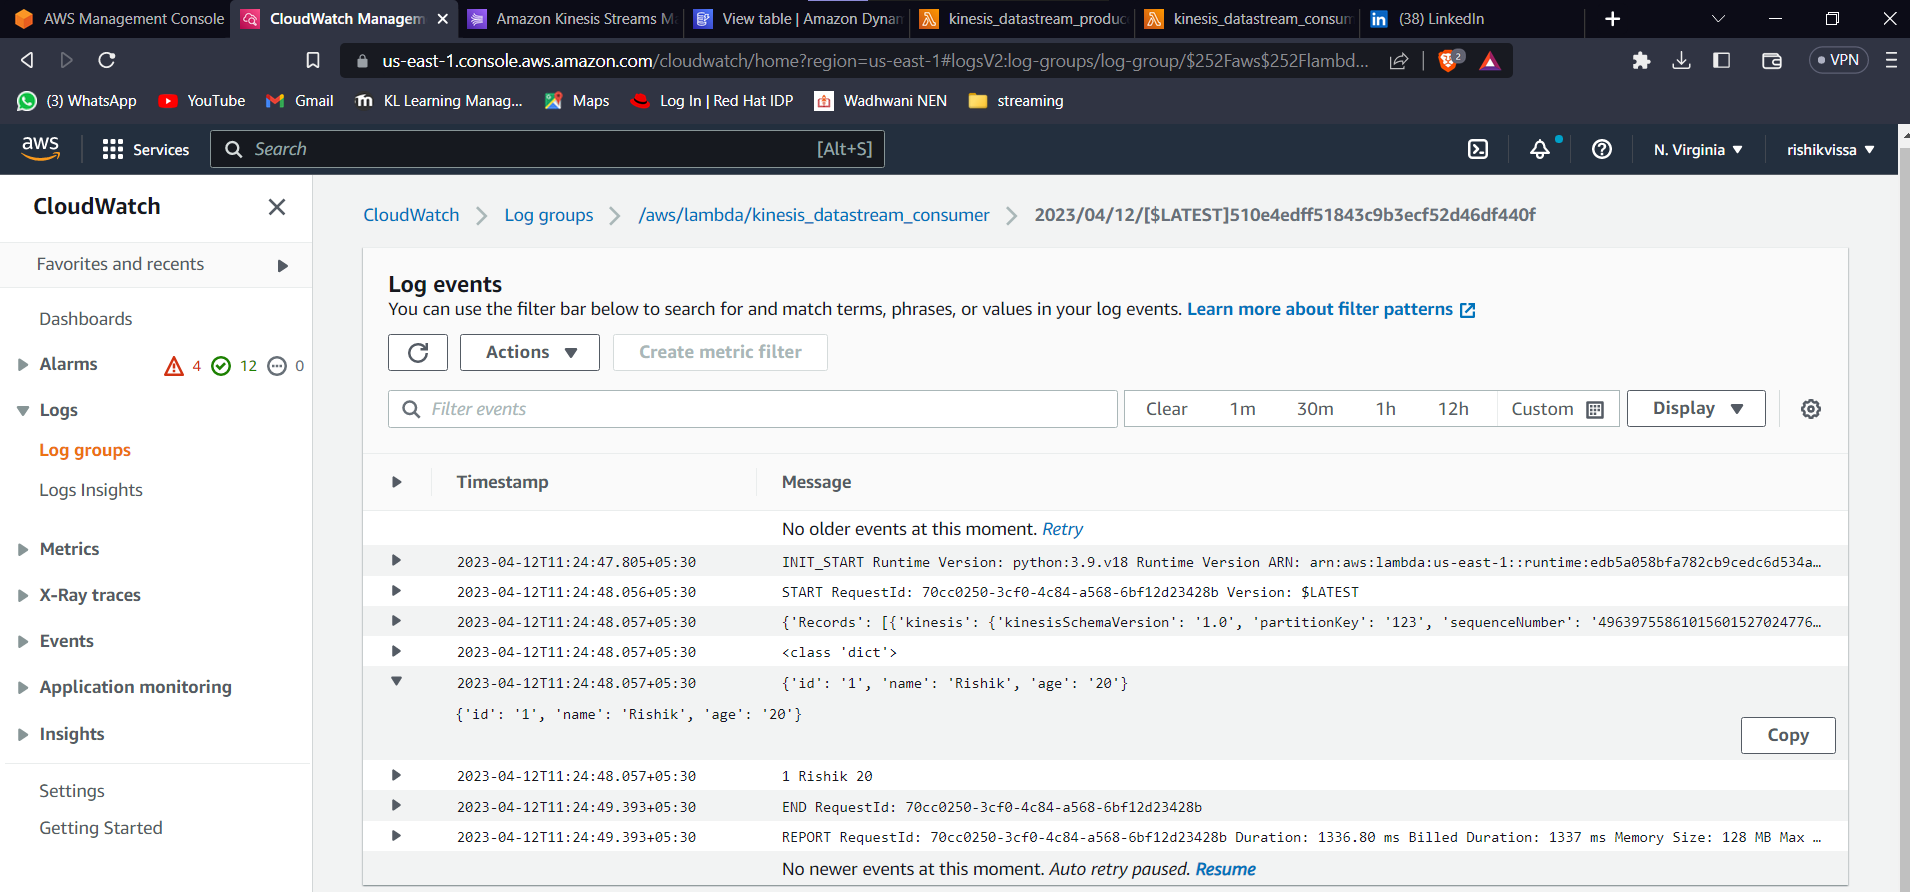 AWS Management Console
CloudWatch Managem
Amazon Kinesis Streams Ma
View table | Amazon Dynam
kinesis_datastream_produc
kinesis_datastream_consum
(38) LinkedIn
us-east-1.console.aws.amazon.com/cloudwatch/home?region=us-east-1#logsV2:log-groups/log-group/$252Faws$252Flambd...
2
VPN
(3) WhatsApp
YouTube
Gmail
KL Learning Manag...
Maps
Log In | Red Hat IDP
Wadhwani NEN
streaming
aws
Services
Search
[Alt+S]
N. Virginia
rishikvissa
CloudWatch
Favorites and recents
Dashboards
Alarms 4 12 0
Logs
Log groups
Logs Insights
Metrics
X-Ray traces
Events
Application monitoring
Insights
Settings
Getting Started
CloudWatch
Log groups
/aws/lambda/kinesis_datastream_consumer
2023/04/12/[$LATEST]510e4edff51843c9b3ecf52d46df440f
Log events
You can use the filter bar below to search for and match terms, phrases, or values in your log events. Learn more about filter patterns
Actions
Create metric filter
Filter events
Clear 1m 30m 1h 12h Custom
Display
Timestamp Message
No older events at this moment. Retry
2023-04-12T11:24:47.805+05:30 INIT_START Runtime Version: python:3.9.v18 Runtime Version ARN: arn:aws:lambda:us-east-1::runtime:edb5a058bfa782cb9cedc6d534a…
2023-04-12T11:24:48.056+05:30 START RequestId: 70cc0250-3cf0-4c84-a568-6bf12d23428b Version: $LATEST
2023-04-12T11:24:48.057+05:30 {'Records': [{'kinesis': {'kinesisSchemaVersion': '1.0', 'partitionKey': '123', 'sequenceNumber': '49639755861015601527024776…
2023-04-12T11:24:48.057+05:30 <class 'dict'>
2023-04-12T11:24:48.057+05:30 {'id': '1', 'name': 'Rishik', 'age': '20'}
{'id': '1', 'name': 'Rishik', 'age': '20'}
Copy
2023-04-12T11:24:48.057+05:30 1 Rishik 20
2023-04-12T11:24:49.393+05:30 END RequestId: 70cc0250-3cf0-4c84-a568-6bf12d23428b
2023-04-12T11:24:49.393+05:30 REPORT RequestId: 70cc0250-3cf0-4c84-a568-6bf12d23428b Duration: 1336.80 ms Billed Duration: 1337 ms Memory Size: 128 MB Max …
No newer events at this moment. Auto retry paused. Resume